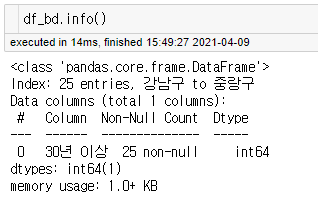 df_bd.info()
executed in 14ms, finished 15:49:27 2021-04-09
<class 'pandas.core.frame.DataFrame'>
Index: 25 entries, 강남구 to 중랑구
Data columns (total 1 columns):
 #   Column  Non-Null Count  Dtype
---  ------  --------------  -----
 0   30년 이상  25 non-null     int64
dtypes: int64(1)
memory usage: 1.0+ KB